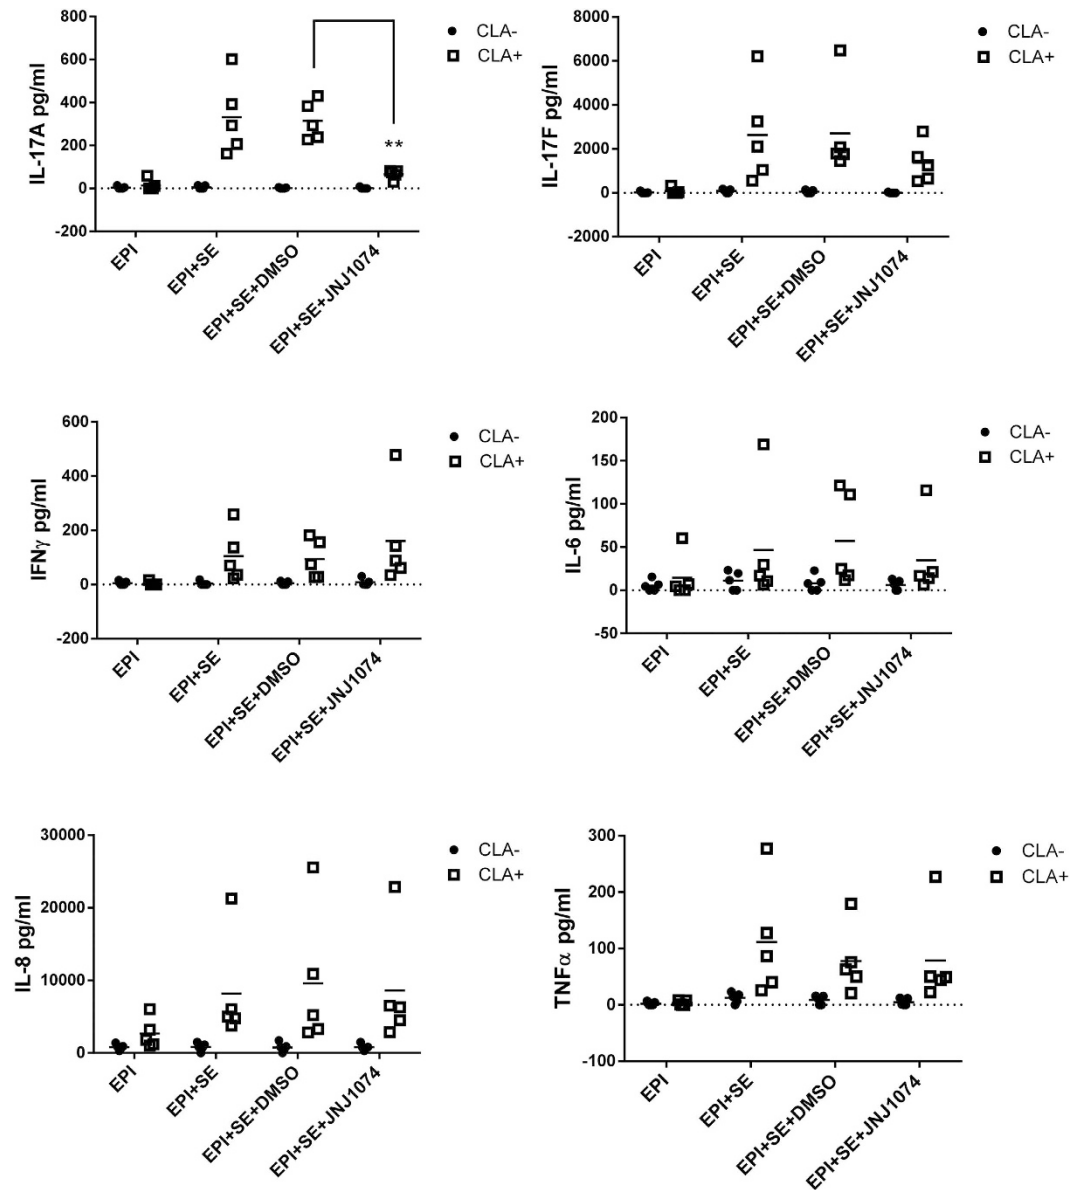 IL-17A pg/ml
800
600
400
200
0
-200
**
CLA-
CLA+
EPI
EPI+SE
EPI+SE+DMSO
EPI+SE+JNJ1074
IL-17F pg/ml
8000
6000
4000
2000
0
-2000
CLA-
CLA+
EPI
EPI+SE
EPI+SE+DMSO
EPI+SE+JNJ1074
IFNγ pg/ml
600
400
200
0
-200
CLA-
CLA+
EPI
EPI+SE
EPI+SE+DMSO
EPI+SE+JNJ1074
IL-6 pg/ml
200
150
100
50
0
-50
CLA-
CLA+
EPI
EPI+SE
EPI+SE+DMSO
EPI+SE+JNJ1074
IL-8 pg/ml
30000
20000
10000
0
CLA-
CLA+
EPI
EPI+SE
EPI+SE+DMSO
EPI+SE+JNJ1074
TNFα pg/ml
300
200
100
0
-100
CLA-
CLA+
EPI
EPI+SE
EPI+SE+DMSO
EPI+SE+JNJ1074